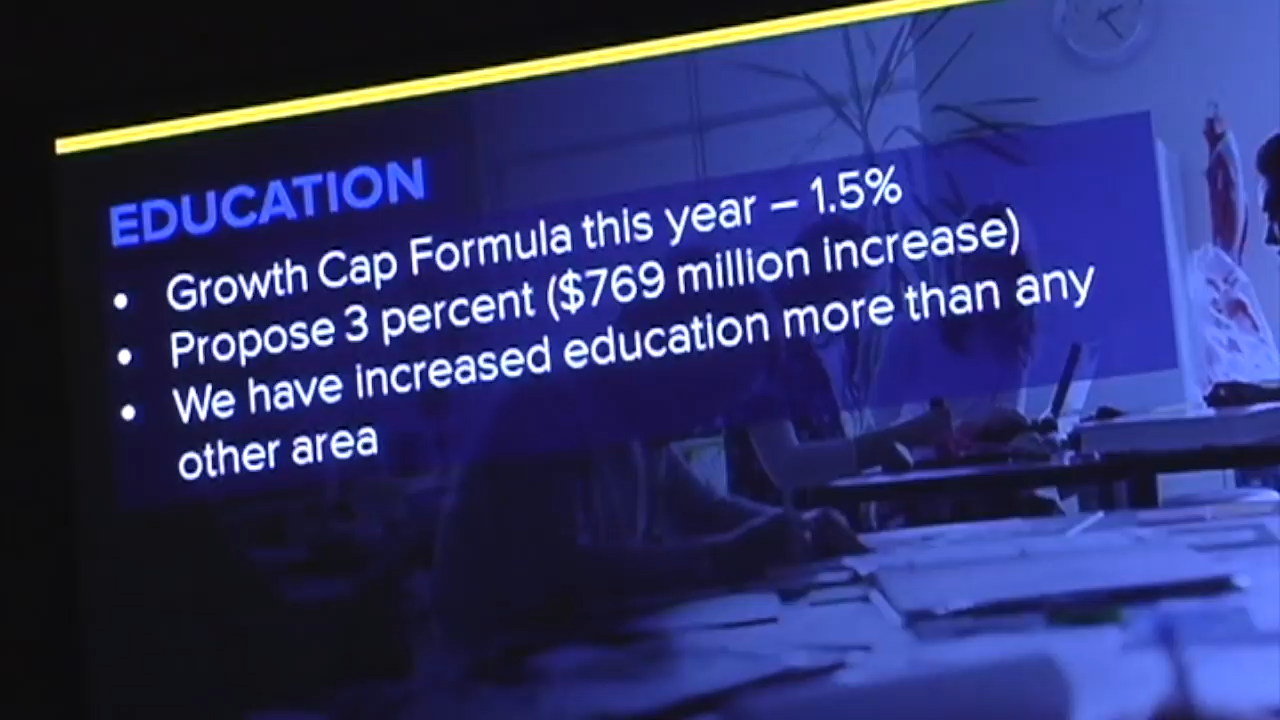 EDUCATION
• Growth Cap Formula this year – 1.5%
• Propose 3 percent ($769 million increase)
• We have increased education more than any
other area